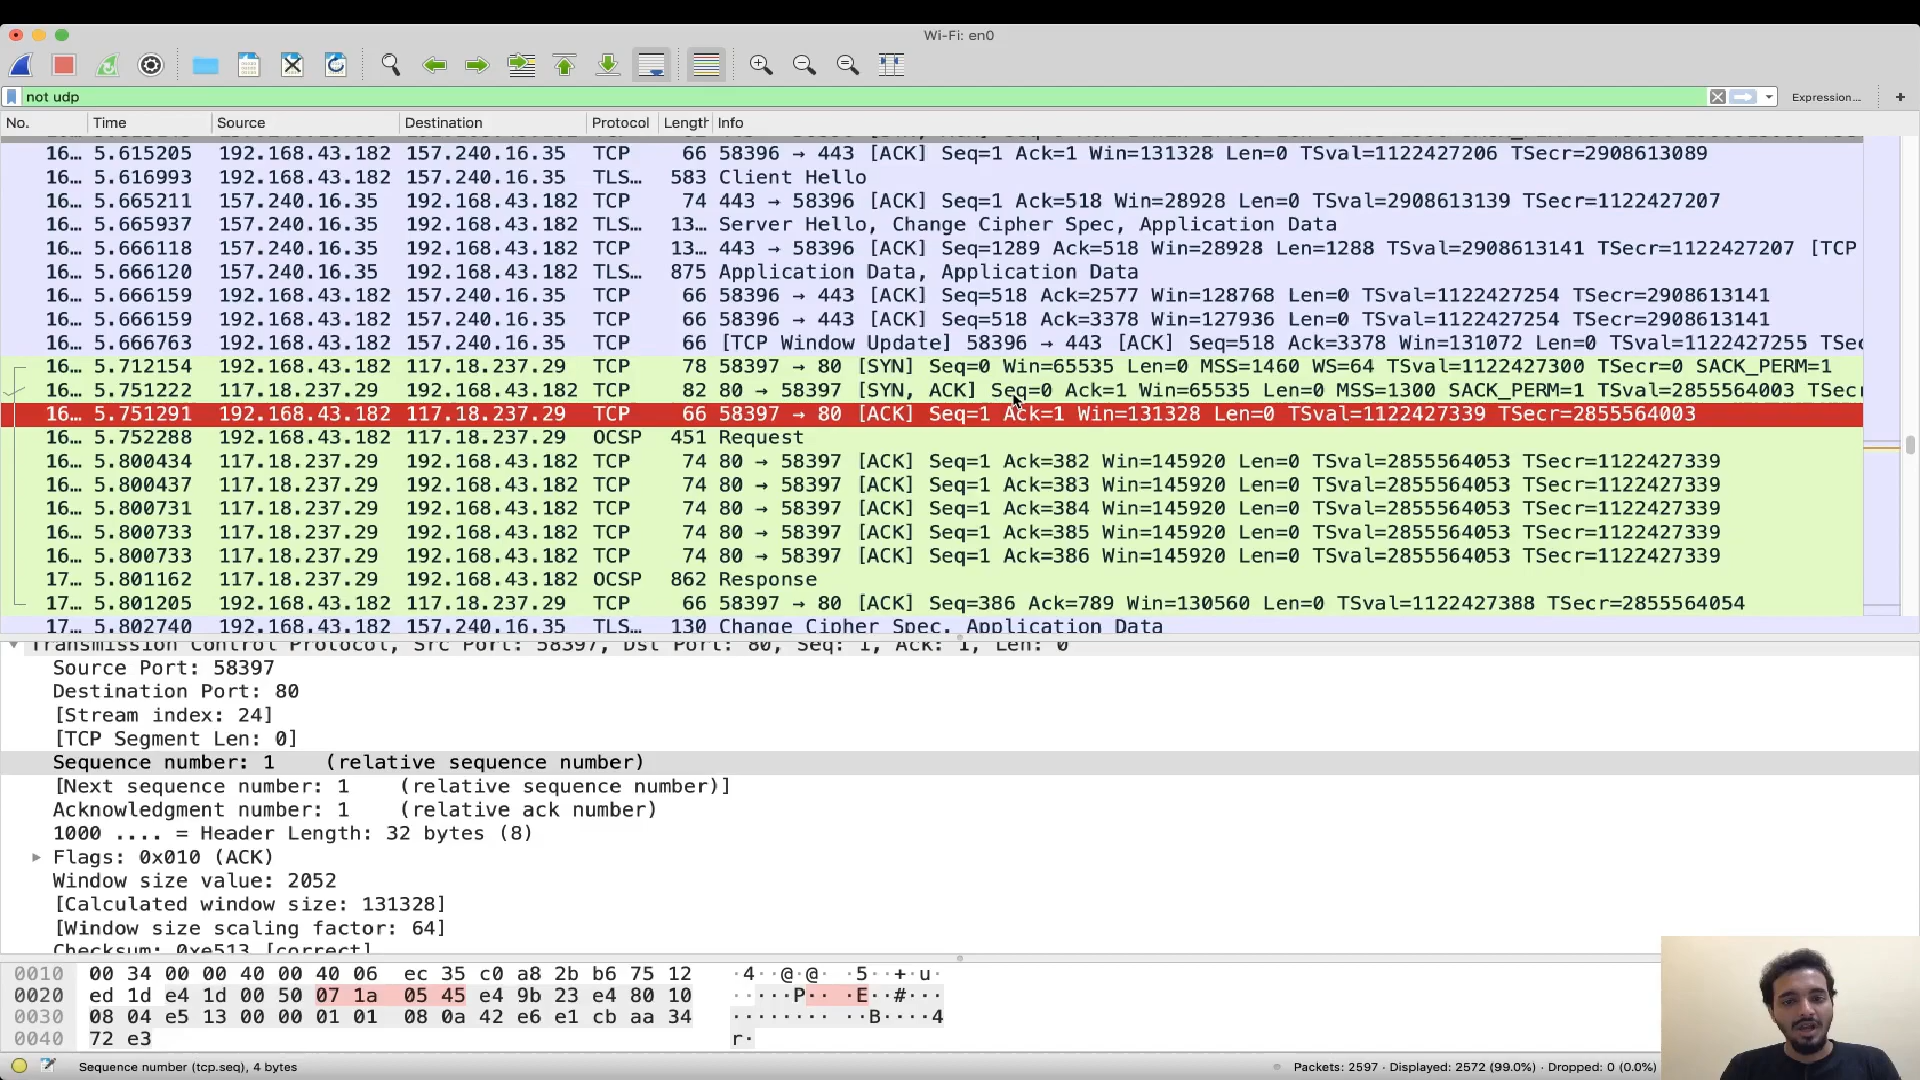 Wi-Fi: en0
not udp
Expression... +
No. Time Source Destination Protocol Length Info
16... 5.615205 192.168.43.182 157.240.16.35 TCP 66 58396 → 443 [ACK] Seq=1 Ack=1 Win=131328 Len=0 TSval=1122427206 TSecr=2908613089
16... 5.616993 192.168.43.182 157.240.16.35 TLS... 583 Client Hello
16... 5.665211 157.240.16.35 192.168.43.182 TCP 74 443 → 58396 [ACK] Seq=1 Ack=518 Win=28928 Len=0 TSval=2908613139 TSecr=1122427207
16... 5.665937 157.240.16.35 192.168.43.182 TLS... 13... Server Hello, Change Cipher Spec, Application Data
16... 5.666118 157.240.16.35 192.168.43.182 TCP 13... 443 → 58396 [ACK] Seq=1289 Ack=518 Win=28928 Len=1288 TSval=2908613141 TSecr=1122427207 [TCP
16... 5.666120 157.240.16.35 192.168.43.182 TLS... 875 Application Data, Application Data
16... 5.666159 192.168.43.182 157.240.16.35 TCP 66 58396 → 443 [ACK] Seq=518 Ack=2577 Win=128768 Len=0 TSval=1122427254 TSecr=2908613141
16... 5.666159 192.168.43.182 157.240.16.35 TCP 66 58396 → 443 [ACK] Seq=518 Ack=3378 Win=127936 Len=0 TSval=1122427254 TSecr=2908613141
16... 5.666763 192.168.43.182 157.240.16.35 TCP 66 [TCP Window Update] 58396 → 443 [ACK] Seq=518 Ack=3378 Win=131072 Len=0 TSval=1122427255 TSec
16... 5.712154 192.168.43.182 117.18.237.29 TCP 78 58397 → 80 [SYN] Seq=0 Win=65535 Len=0 MSS=1460 WS=64 TSval=1122427300 TSecr=0 SACK_PERM=1
16... 5.751222 117.18.237.29 192.168.43.182 TCP 82 80 → 58397 [SYN, ACK] Seq=0 Ack=1 Win=65535 Len=0 MSS=1300 SACK_PERM=1 TSval=2855564003 TSecr
16... 5.751291 192.168.43.182 117.18.237.29 TCP 66 58397 → 80 [ACK] Seq=1 Ack=1 Win=131328 Len=0 TSval=1122427339 TSecr=2855564003
16... 5.752288 192.168.43.182 117.18.237.29 OCSP 451 Request
16... 5.800434 117.18.237.29 192.168.43.182 TCP 74 80 → 58397 [ACK] Seq=1 Ack=382 Win=145920 Len=0 TSval=2855564053 TSecr=1122427339
16... 5.800437 117.18.237.29 192.168.43.182 TCP 74 80 → 58397 [ACK] Seq=1 Ack=383 Win=145920 Len=0 TSval=2855564053 TSecr=1122427339
16... 5.800731 117.18.237.29 192.168.43.182 TCP 74 80 → 58397 [ACK] Seq=1 Ack=384 Win=145920 Len=0 TSval=2855564053 TSecr=1122427339
16... 5.800733 117.18.237.29 192.168.43.182 TCP 74 80 → 58397 [ACK] Seq=1 Ack=385 Win=145920 Len=0 TSval=2855564053 TSecr=1122427339
16... 5.800733 117.18.237.29 192.168.43.182 TCP 74 80 → 58397 [ACK] Seq=1 Ack=386 Win=145920 Len=0 TSval=2855564053 TSecr=1122427339
17... 5.801162 117.18.237.29 192.168.43.182 OCSP 862 Response
17... 5.801205 192.168.43.182 117.18.237.29 TCP 66 58397 → 80 [ACK] Seq=386 Ack=789 Win=130560 Len=0 TSval=1122427388 TSecr=2855564054
17... 5.802740 192.168.43.182 157.240.16.35 TLS... 130 Change Cipher Spec, Application Data
Transmission Control Protocol, Src Port: 58397, Dst Port: 80, Seq: 1, Ack: 1, Len: 0
Source Port: 58397
Destination Port: 80
[Stream index: 24]
[TCP Segment Len: 0]
Sequence number: 1 (relative sequence number)
[Next sequence number: 1 (relative sequence number)]
Acknowledgment number: 1 (relative ack number)
1000 .... = Header Length: 32 bytes (8)
Flags: 0x010 (ACK)
Window size value: 2052
[Calculated window size: 131328]
[Window size scaling factor: 64]
Checksum: 0xe513 [correct]
0010 00 34 00 00 40 00 40 06 ec 35 c0 a8 2b b6 75 12 ·4··@·@· ·5··+·u·
0020 ed 1d e4 1d 00 50 07 1a 05 45 e4 9b 23 e4 80 10 ·····P·· ·E··#···
0030 08 04 e5 13 00 00 01 01 08 0a 42 e6 e1 cb aa 34 ········ ··B····4
0040 72 e3 r·
Sequence number (tcp.seq), 4 bytes
Packets: 2597 · Displayed: 2572 (99.0%) · Dropped: 0 (0.0%)